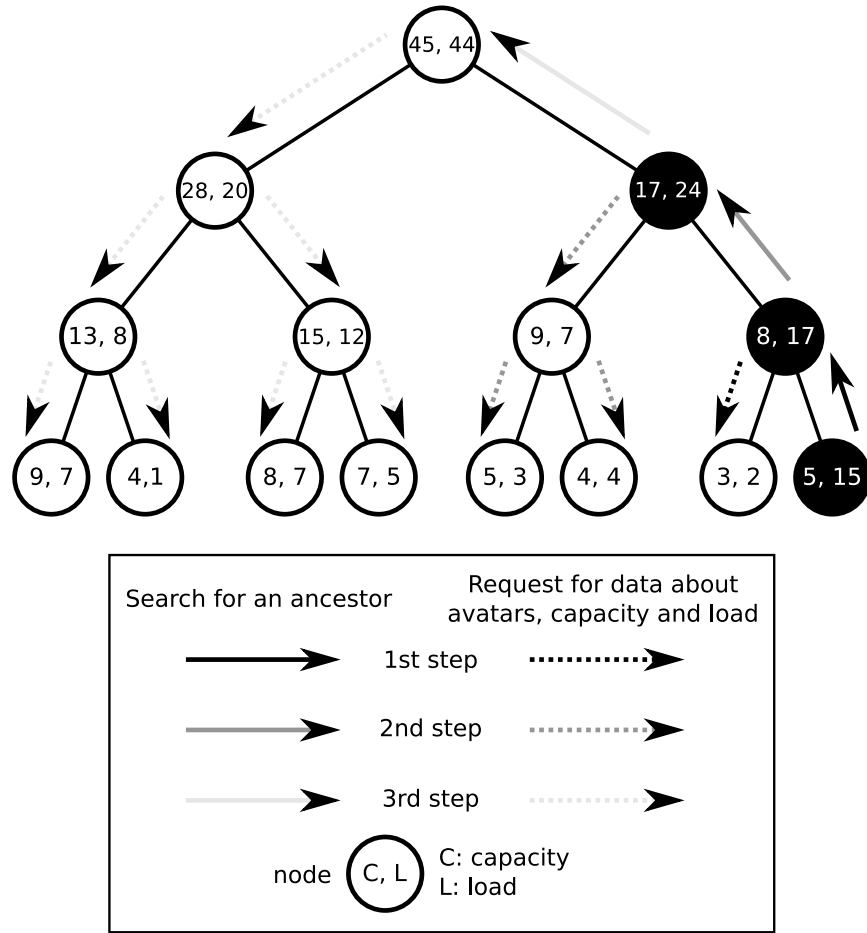 45, 44
28, 20
17, 24
13, 8
15, 12
9, 7
8, 17
9, 7
4,1
8, 7
7, 5
5, 3
4, 4
3, 2
5, 15
Search for an ancestor
Request for data about
avatars, capacity and load
1st step
2nd step
3rd step
node
C, L
C: capacity
L: load